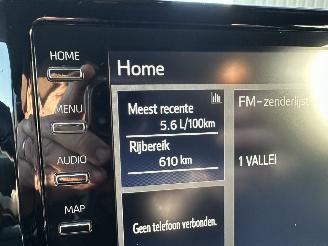 HOME
MENU
AUDIO
MAP
Home
Meest recente
5.6 L/100km
Rijbereik
610 km
Geen telefoon verbonden.
FM-zenderlijst
1 VALLEI